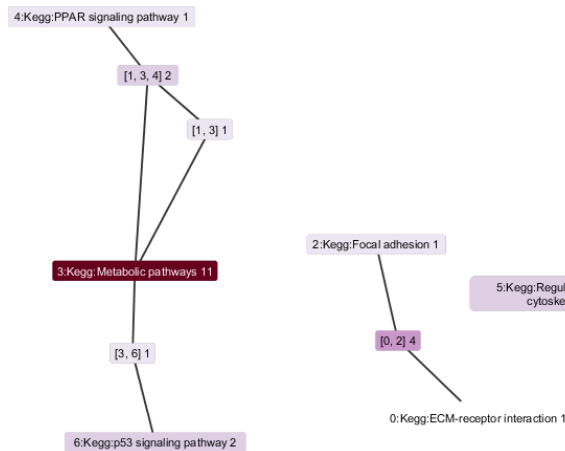 4:Kegg:PPAR signaling pathway 1
[1, 3, 4] 2
[1, 3] 1
2:Kegg:Focal adhesion 1
3:Kegg:Metabolic pathways 11
5:Kegg:Regul
cytoske
[0, 2] 4
[3, 6] 1
0:Kegg:ECM-receptor interaction 1
6:Kegg:p53 signaling pathway 2